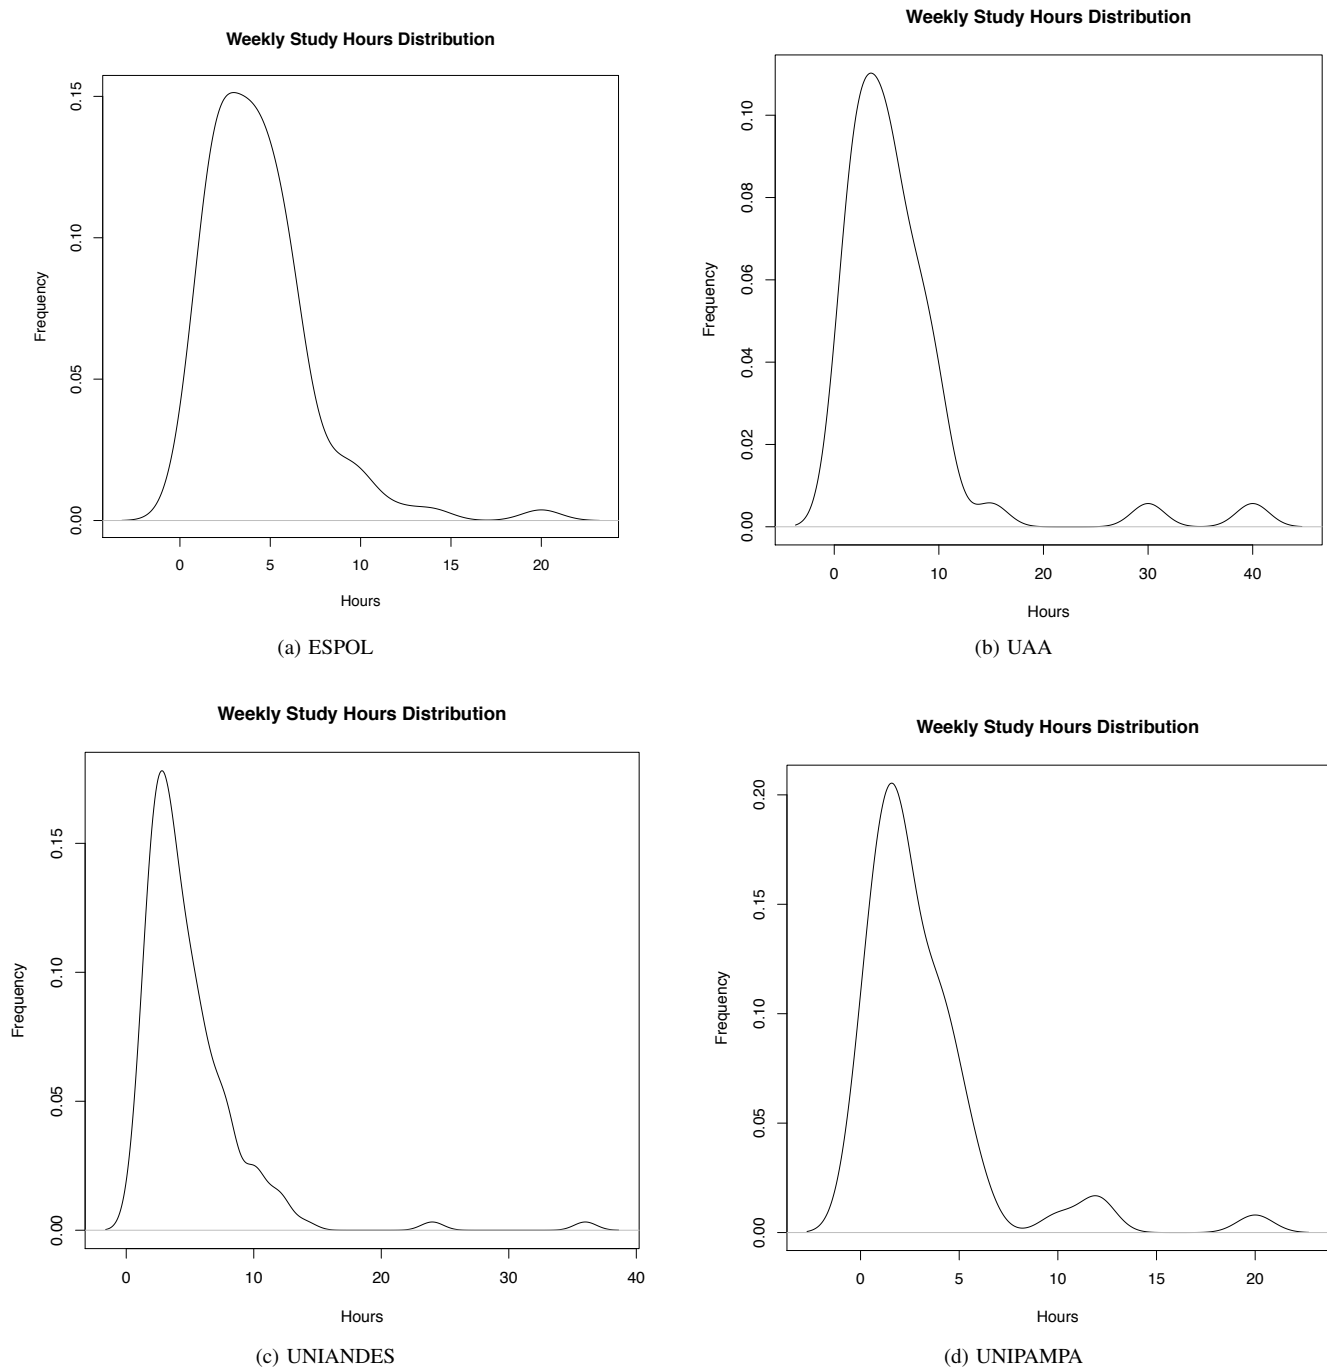 Weekly Study Hours Distribution
Frequency
0.15
0.10
0.05
0.00
0 5 10 15 20
Hours
(a) ESPOL
Weekly Study Hours Distribution
Frequency
0.10
0.08
0.06
0.04
0.02
0.00
0 10 20 30 40
Hours
(b) UAA
Weekly Study Hours Distribution
Frequency
0.15
0.10
0.05
0.00
0 10 20 30 40
Hours
(c) UNIANDES
Weekly Study Hours Distribution
Frequency
0.20
0.15
0.10
0.05
0.00
0 5 10 15 20
Hours
(d) UNIPAMPA